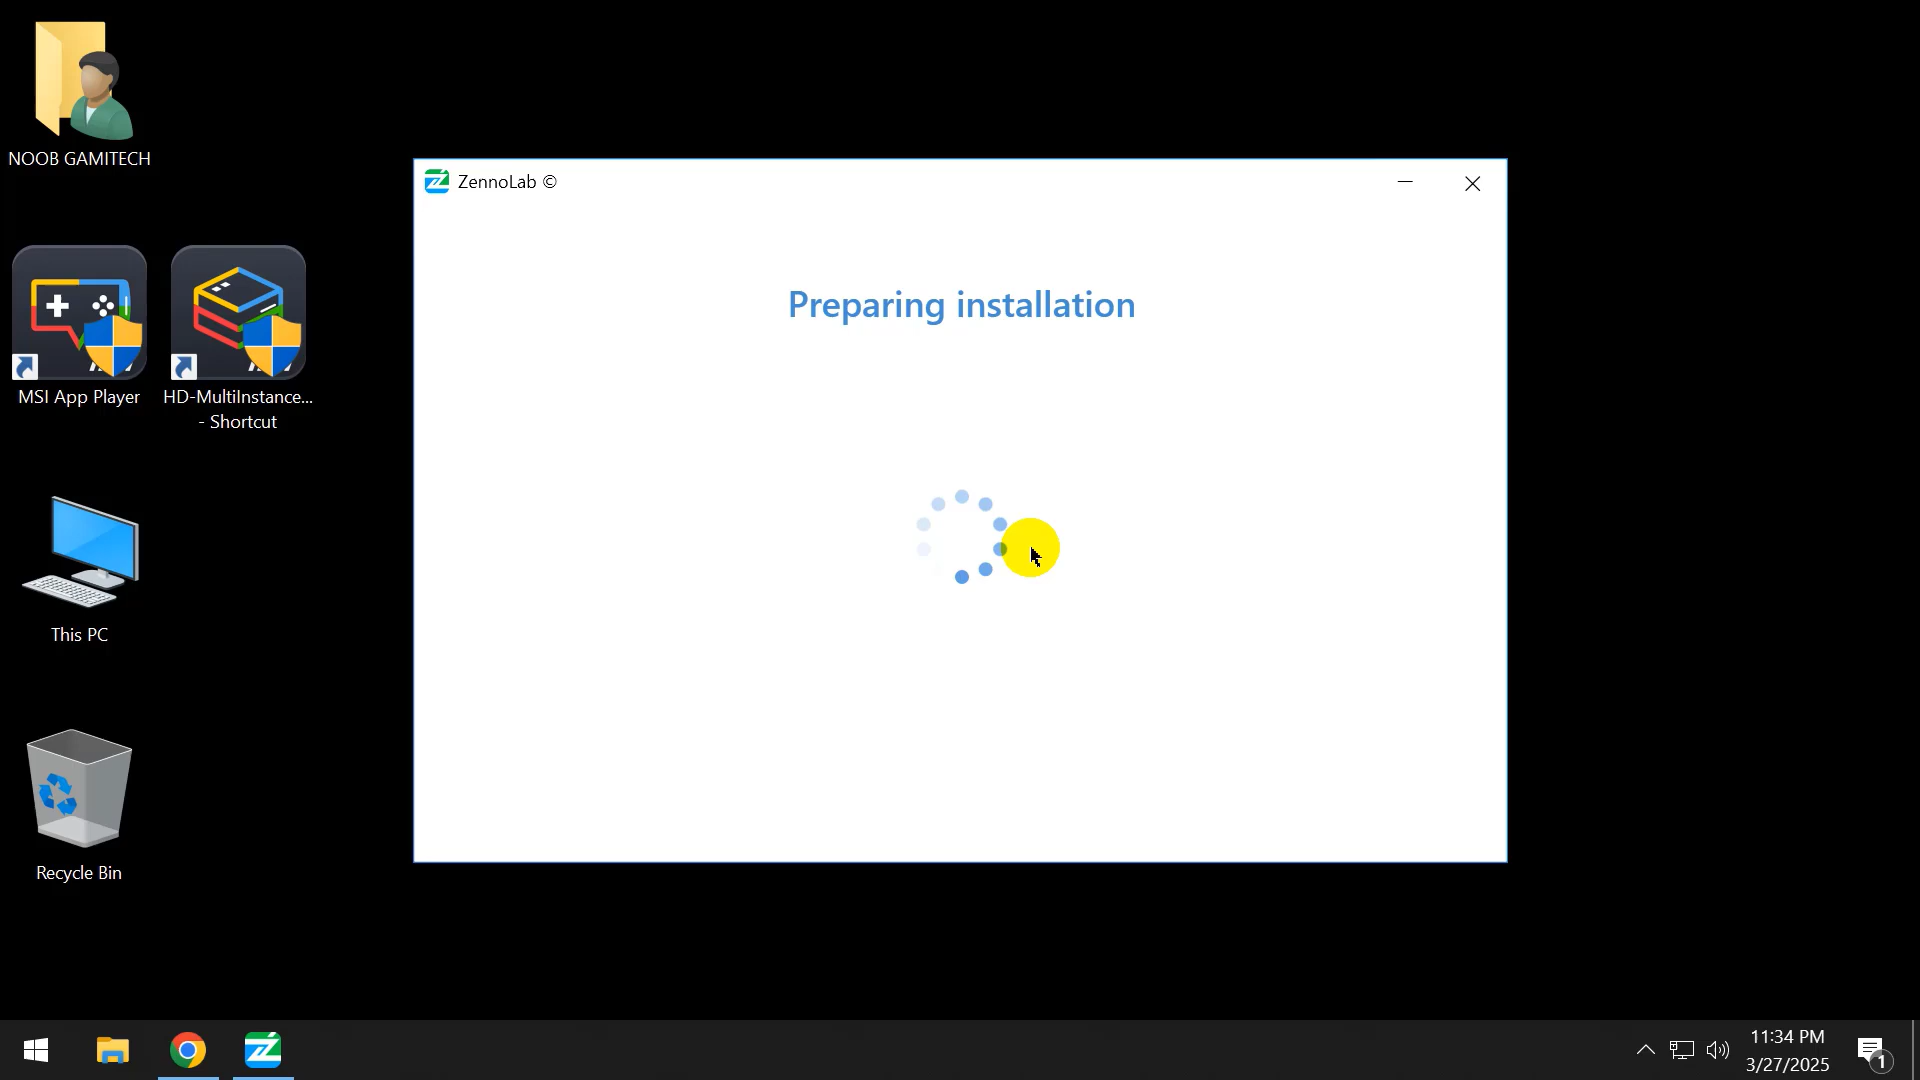 NOOB GAMITECH
ZennoLab ©
Preparing installation
MSI App Player
HD-MultiInstance...
- Shortcut
This PC
Recycle Bin
11:34 PM
3/27/2025
1